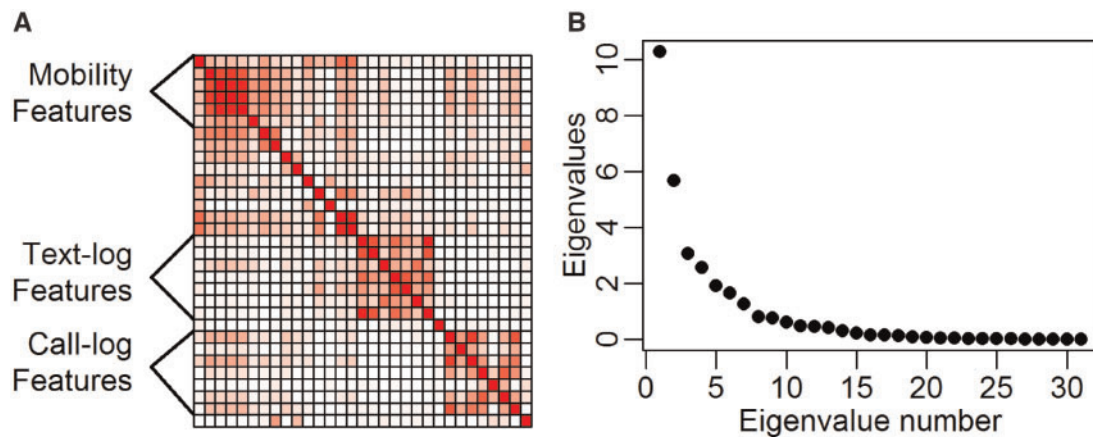 A
Mobility
Features
Text-log
Features
Call-log
Features
B
Eigenvalues
10
8
6
4
2
0
0 5 10 15 20 25 30
Eigenvalue number